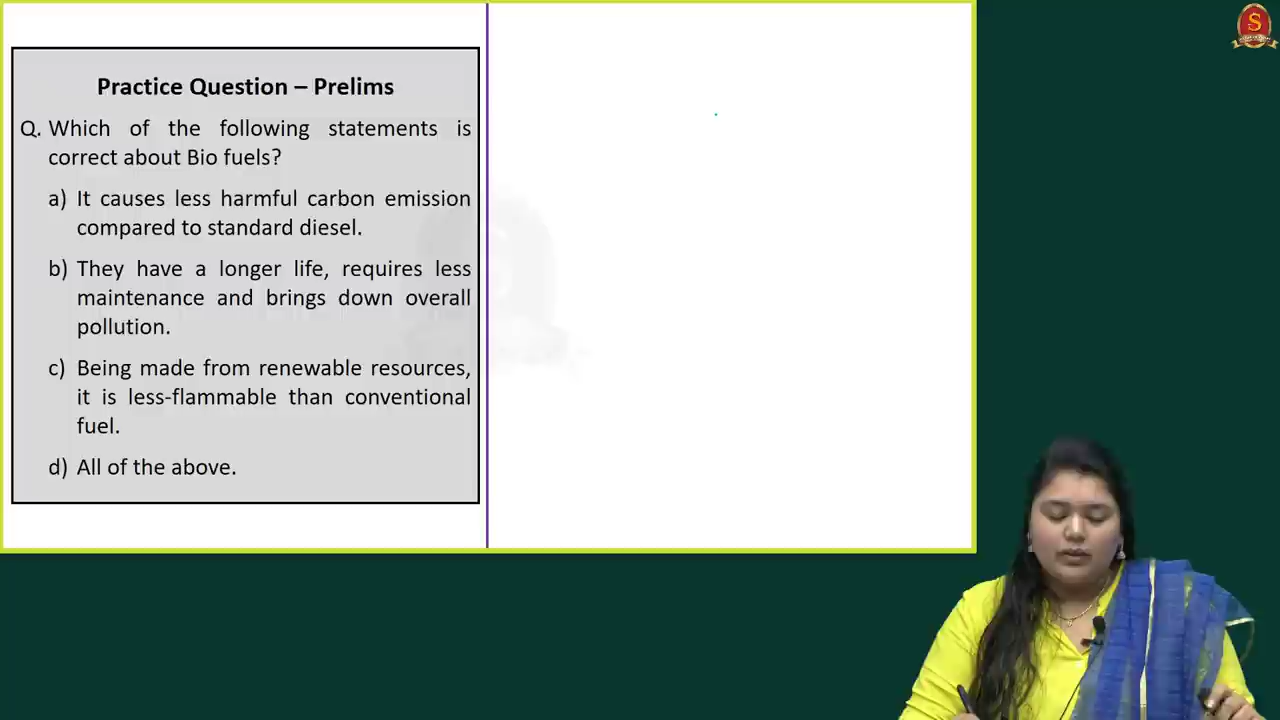 Practice Question – Prelims
Q. Which of the following statements is
correct about Bio fuels?
a) It causes less harmful carbon emission
compared to standard diesel.
b) They have a longer life, requires less
maintenance and brings down overall
pollution.
c) Being made from renewable resources,
it is less-flammable than conventional
fuel.
d) All of the above.
S